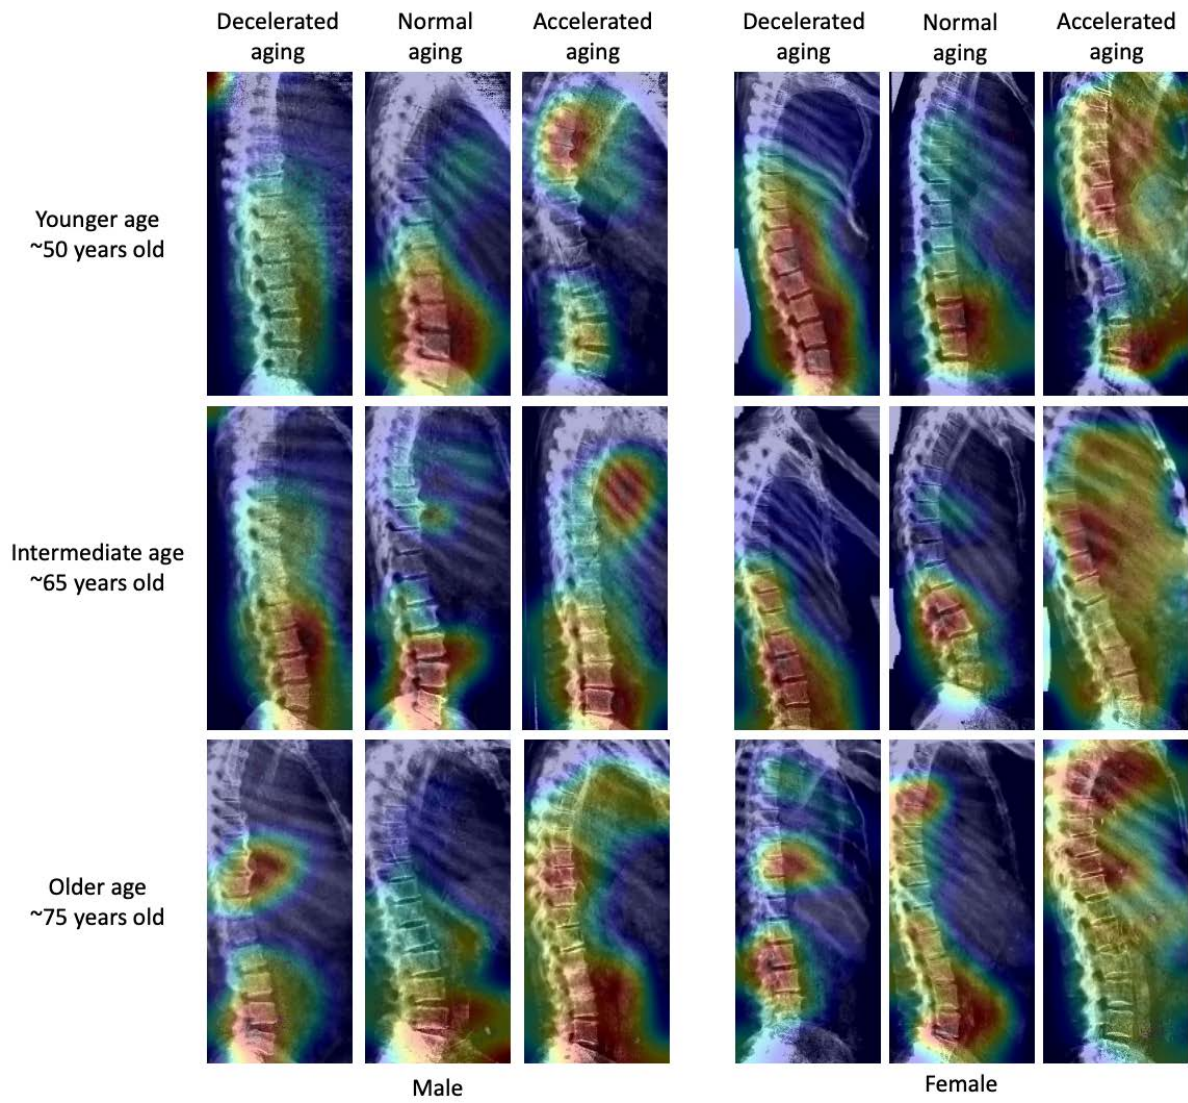 Decelerated
aging
Normal
aging
Accelerated
aging
Decelerated
aging
Normal
aging
Accelerated
aging
Younger age
~50 years old
Intermediate age
~65 years old
Older age
~75 years old
Male
Female